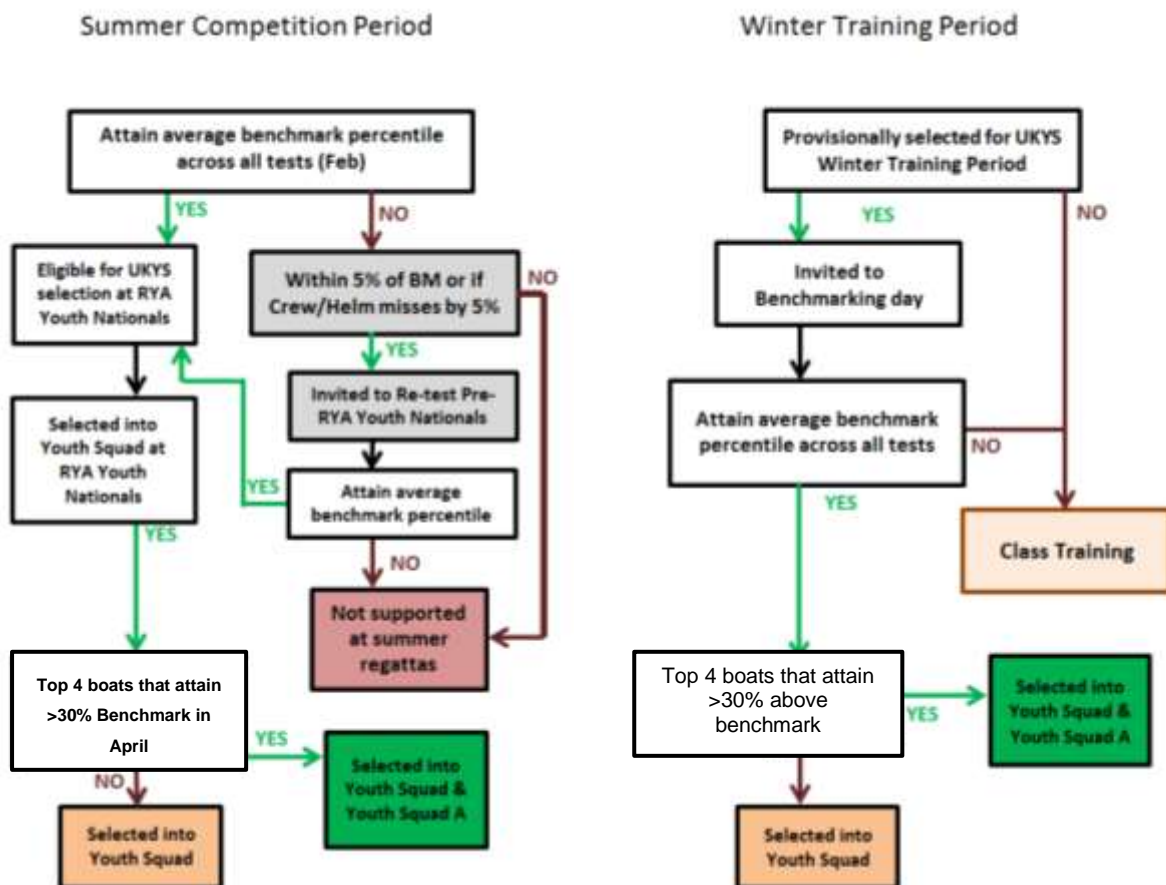 Summer Competition Period
Attain average benchmark percentile
across all tests (Feb)
YES
NO
Eligible for UKYS
selection at RYA
Youth Nationals
Within 5% of BM or if
Crew/Helm misses by 5%
NO
YES
Invited to Re-test Pre-
RYA Youth Nationals
Selected into
Youth Squad at
RYA Youth
Nationals
YES
Attain average
benchmark percentile
YES
NO
Not supported
at summer
regattas
Top 4 boats that attain
>30% Benchmark in
April
YES
NO
Selected into
Youth Squad &
Youth Squad A
Selected into
Youth Squad
Winter Training Period
Provisionally selected for UKYS
Winter Training Period
YES
NO
Invited to
Benchmarking day
Attain average benchmark
percentile across all tests
NO
YES
Class Training
Top 4 boats that attain
>30% above
benchmark
YES
Selected into
Youth Squad &
Youth Squad A
NO
Selected into
Youth Squad